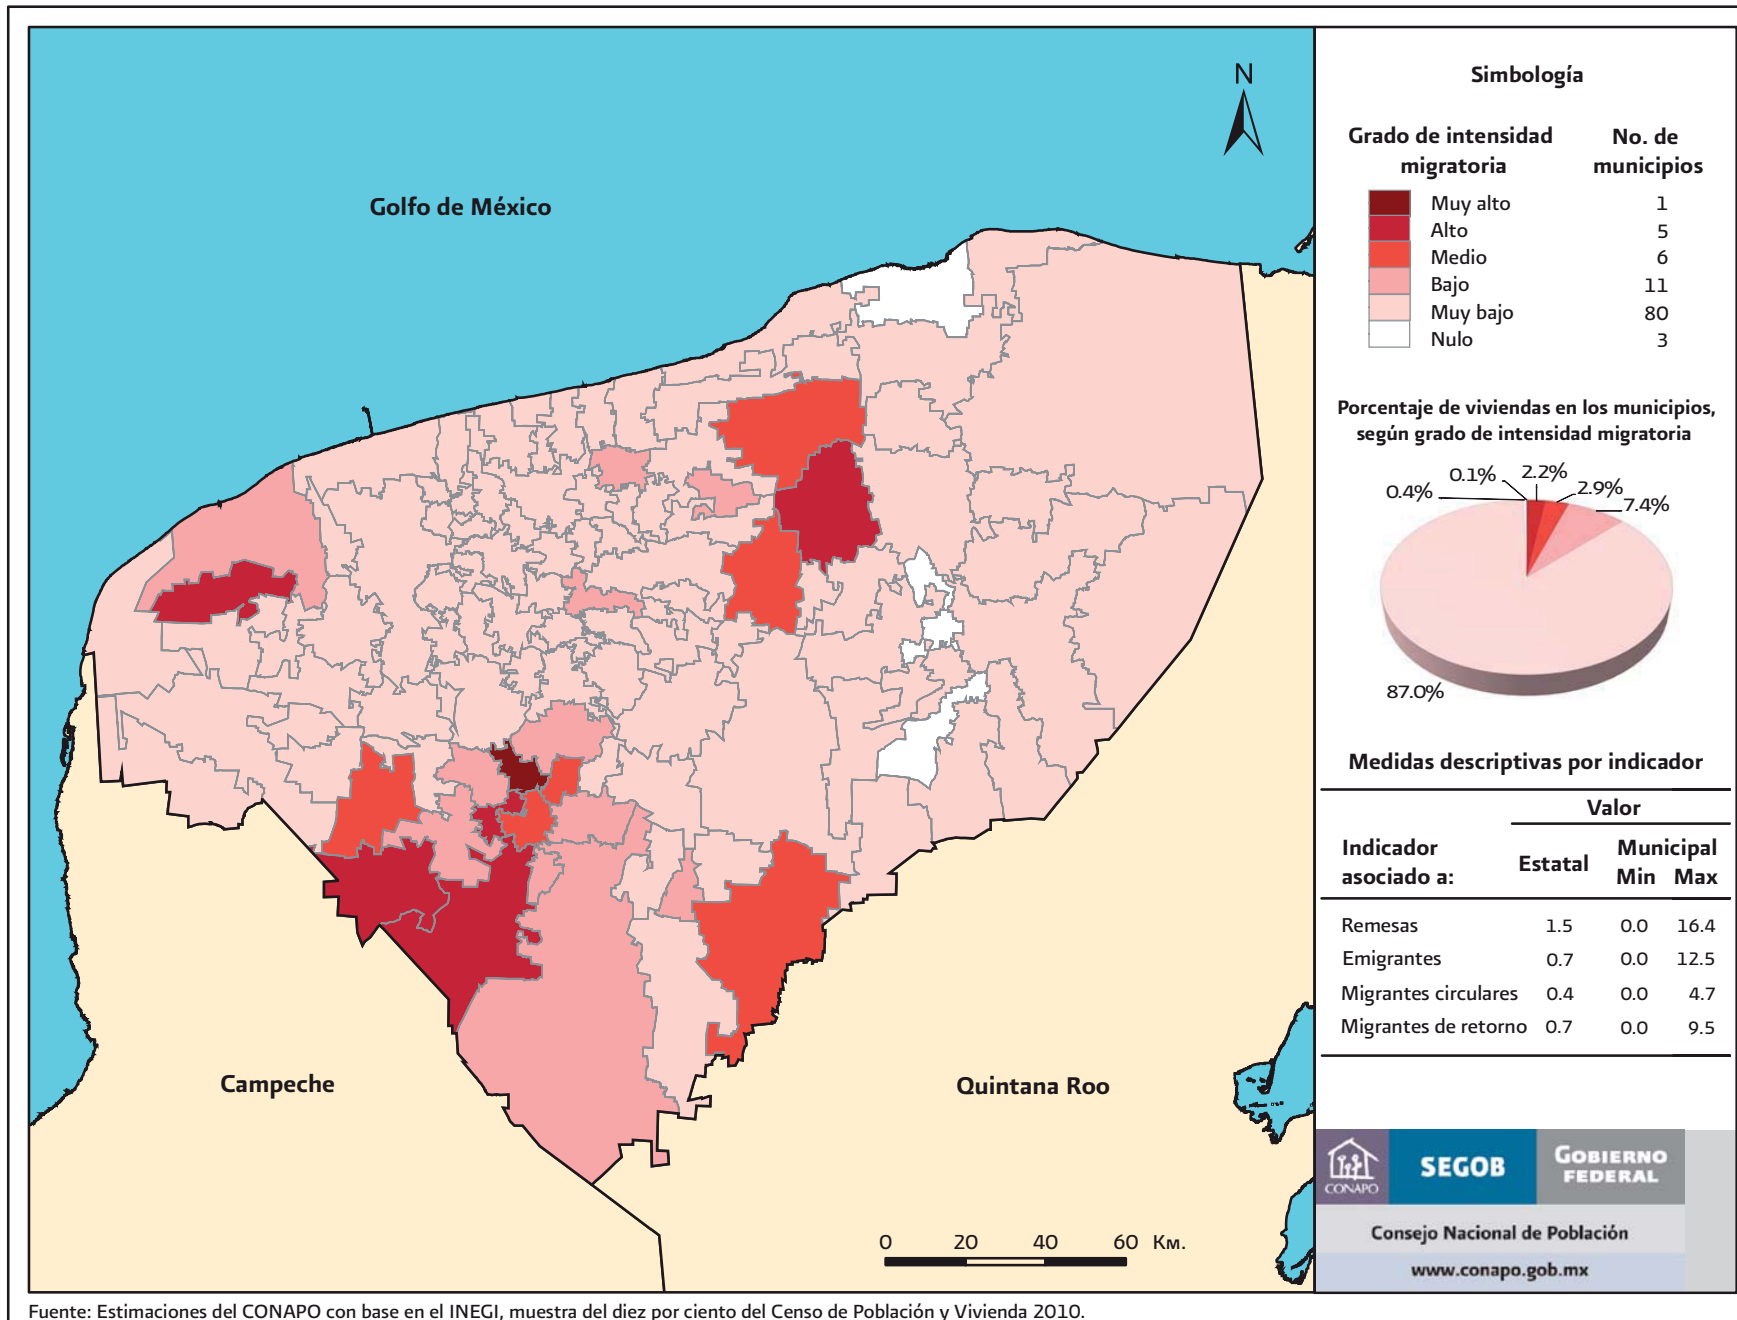 N
Golfo de México
Campeche
Quintana Roo
0 20 40 60 Km.
Simbología
Grado de intensidad migratoria
No. de municipios
Muy alto 1
Alto 5
Medio 6
Bajo 11
Muy bajo 80
Nulo 3
Porcentaje de viviendas en los municipios,
según grado de intensidad migratoria
0.4% 0.1% 2.2% 2.9% 7.4%
87.0%
Medidas descriptivas por indicador
Valor
Indicador asociado a:
Estatal
Municipal
Min Max
Remesas 1.5 0.0 16.4
Emigrantes 0.7 0.0 12.5
Migrantes circulares 0.4 0.0 4.7
Migrantes de retorno 0.7 0.0 9.5
CONAPO
SEGOB
GOBIERNO
FEDERAL
Consejo Nacional de Población
www.conapo.gob.mx
Fuente: Estimaciones del CONAPO con base en el INEGI, muestra del diez por ciento del Censo de Población y Vivienda 2010.